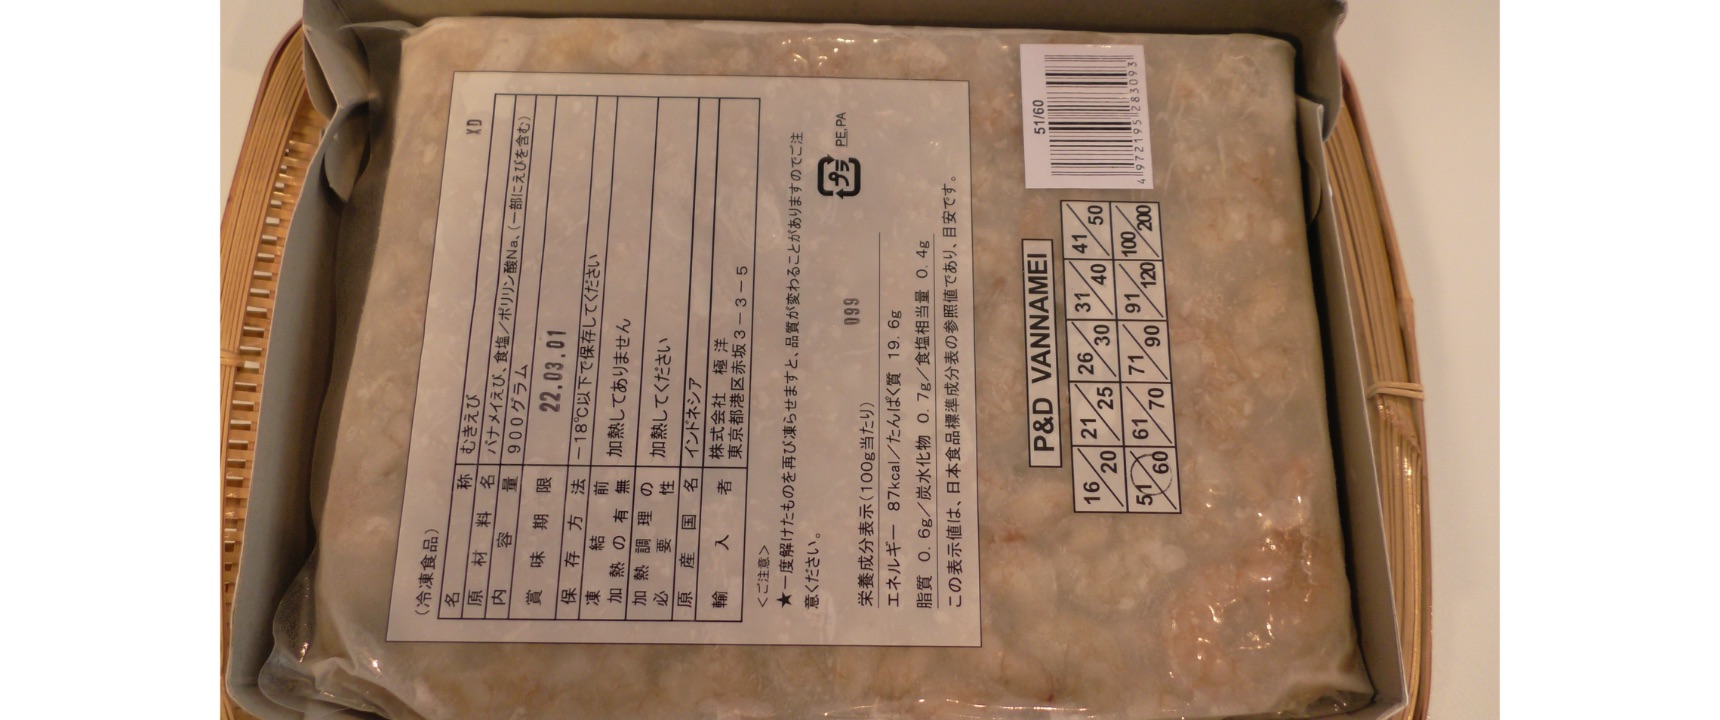 (冷凍食品)
XD
名称 むきえび
原材料名 バナメイえび、食塩/ポリリン酸Na、(一部にえびを含む)
内容量 900グラム
賞味期限 22.03.01
保存方法 -18℃以下で保存してください
凍結前加熱の有無 加熱してありません
加熱調理の必要性 加熱してください
原産国名 インドネシア
輸入者 株式会社 極洋
東京都港区赤坂3-3-5
<ご注意>
★一度解けたものを再び凍らせますと、品質が変わることがありますのでご注
意ください。
プラ PE,PA
099
栄養成分表示(100g当たり)
エネルギー 87kcal/たんぱく質 19.6g
脂質 0.6g/炭水化物 0.7g/食塩相当量 0.4g
この表示値は、日本食品標準成分表の参照値であり、目安です。
P&D VANNAMEI
16/20 21/25 26/30 31/40 41/50
51/60 61/70 71/90 91/120 100/200
51/60
4 972195 283093